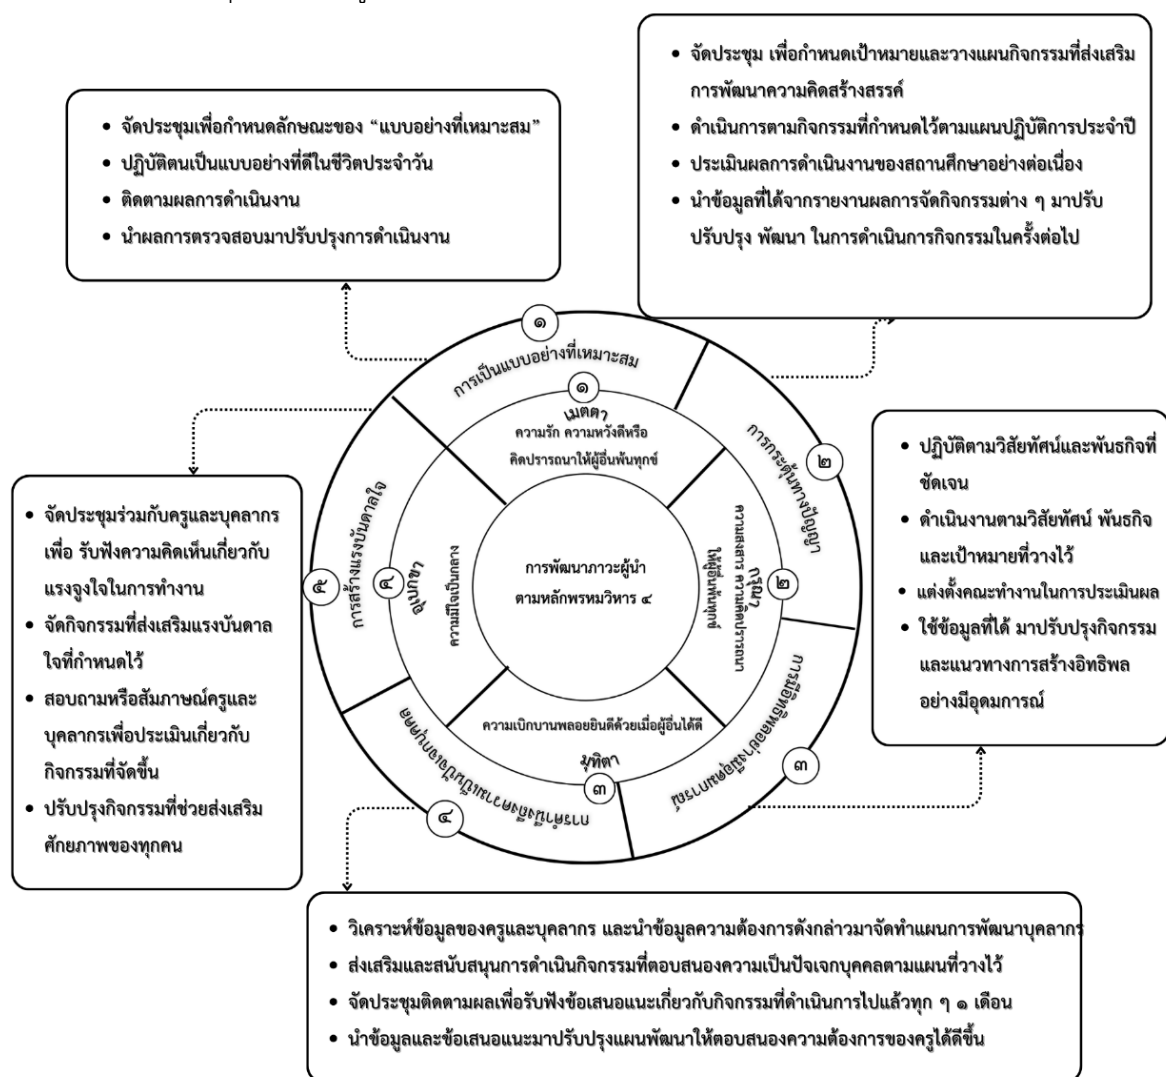 จัดประชุม เพื่อกำหนดเป้าหมายและวางแผนกิจกรรมที่ส่งเสริม
การพัฒนาความคิดสร้างสรรค์
ดำเนินการตามกิจกรรมที่กำหนดไว้ตามแผนปฏิบัติการประจำปี
ประเมินผลการดำเนินงานของสถานศึกษาอย่างต่อเนื่อง
นำข้อมูลที่ได้จากรายงานผลการจัดกิจกรรมต่าง ๆ มาปรับ
ปรับปรุง พัฒนา ในการดำเนินการกิจกรรมในครั้งต่อไป
จัดประชุมเพื่อกำหนดลักษณะของ “แบบอย่างที่เหมาะสม”
ปฏิบัติตนเป็นแบบอย่างที่ดีในชีวิตประจำวัน
ติดตามผลการดำเนินงาน
นำผลการตรวจสอบมาปรับปรุงการดำเนินงาน
๑
การเป็นแบบอย่างที่เหมาะสม
๑
เมตตา
ความรัก ความหวังดีหรือ
คิดปรารถนาให้ผู้อื่นพ้นทุกข์
๒
การกระตุ้นทางปัญญา
๒
กรุณา
ความสงสาร ความคิดปรารถนา
ให้ผู้อื่นพ้นทุกข์
การพัฒนาภาวะผู้นำ
ตามหลักพรหมวิหาร ๔
๕
การสร้างแรงบันดาลใจ
๔
อุเบกขา
ความมีใจเป็นกลาง
ความเบิกบานพลอยยินดีด้วยเมื่อผู้อื่นได้ดี
มุทิตา
๓
๓
การมีอิทธิพลอย่างมีอุดมการณ์
๔
การคำนึงถึงความเป็นปัจเจกบุคคล
ปฏิบัติตามวิสัยทัศน์และพันธกิจที่
ชัดเจน
ดำเนินงานตามวิสัยทัศน์ พันธกิจ
และเป้าหมายที่วางไว้
แต่งตั้งคณะทำงานในการประเมินผล
ใช้ข้อมูลที่ได้ มาปรับปรุงกิจกรรม
และแนวทางการสร้างอิทธิพล
อย่างมีอุดมการณ์
จัดประชุมร่วมกับครูและบุคลากร
เพื่อ รับฟังความคิดเห็นเกี่ยวกับ
แรงจูงใจในการทำงาน
จัดกิจกรรมที่ส่งเสริมแรงบันดาล
ใจที่กำหนดไว้
สอบถามหรือสัมภาษณ์ครูและ
บุคลากรเพื่อประเมินเกี่ยวกับ
กิจกรรมที่จัดขึ้น
ปรับปรุงกิจกรรมที่ช่วยส่งเสริม
ศักยภาพของทุกคน
วิเคราะห์ข้อมูลของครูและบุคลากร และนำข้อมูลความต้องการดังกล่าวมาจัดทำแผนการพัฒนาบุคลากร
ส่งเสริมและสนับสนุนการดำเนินกิจกรรมที่ตอบสนองความเป็นปัจเจกบุคคลตามแผนที่วางไว้
จัดประชุมติดตามผลเพื่อรับฟังข้อเสนอแนะเกี่ยวกับกิจกรรมที่ดำเนินการไปแล้วทุก ๆ ๑ เดือน
นำข้อมูลและข้อเสนอแนะมาปรับปรุงแผนพัฒนาให้ตอบสนองความต้องการของครูได้ดีขึ้น